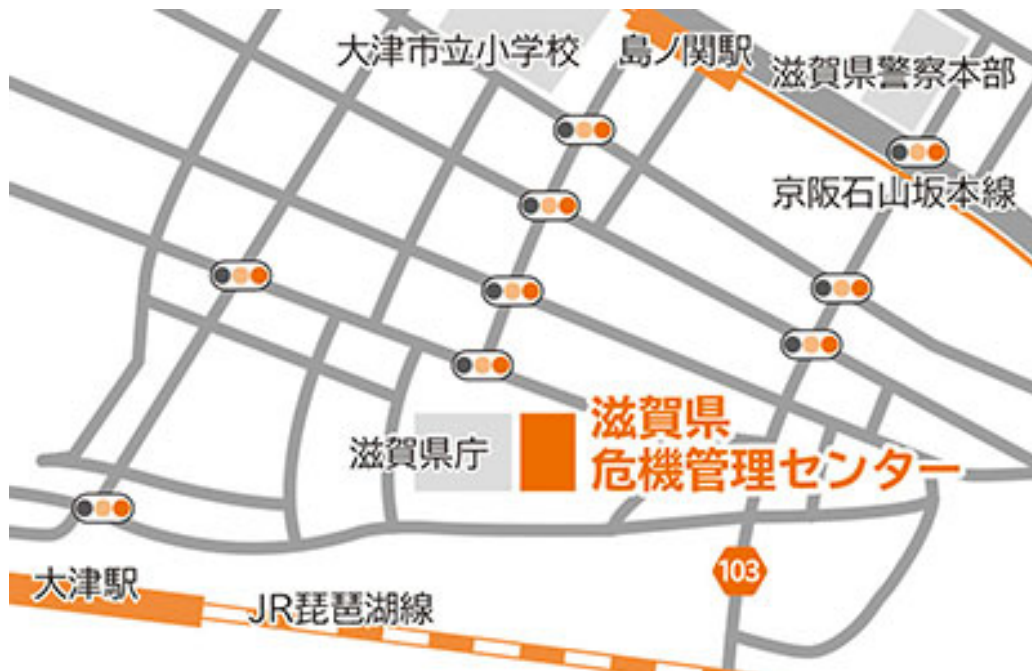 大津市立小学校
島ノ関駅
滋賀県警察本部
京阪石山坂本線
滋賀県庁
滋賀県
危機管理センター
103
大津駅
JR琵琶湖線